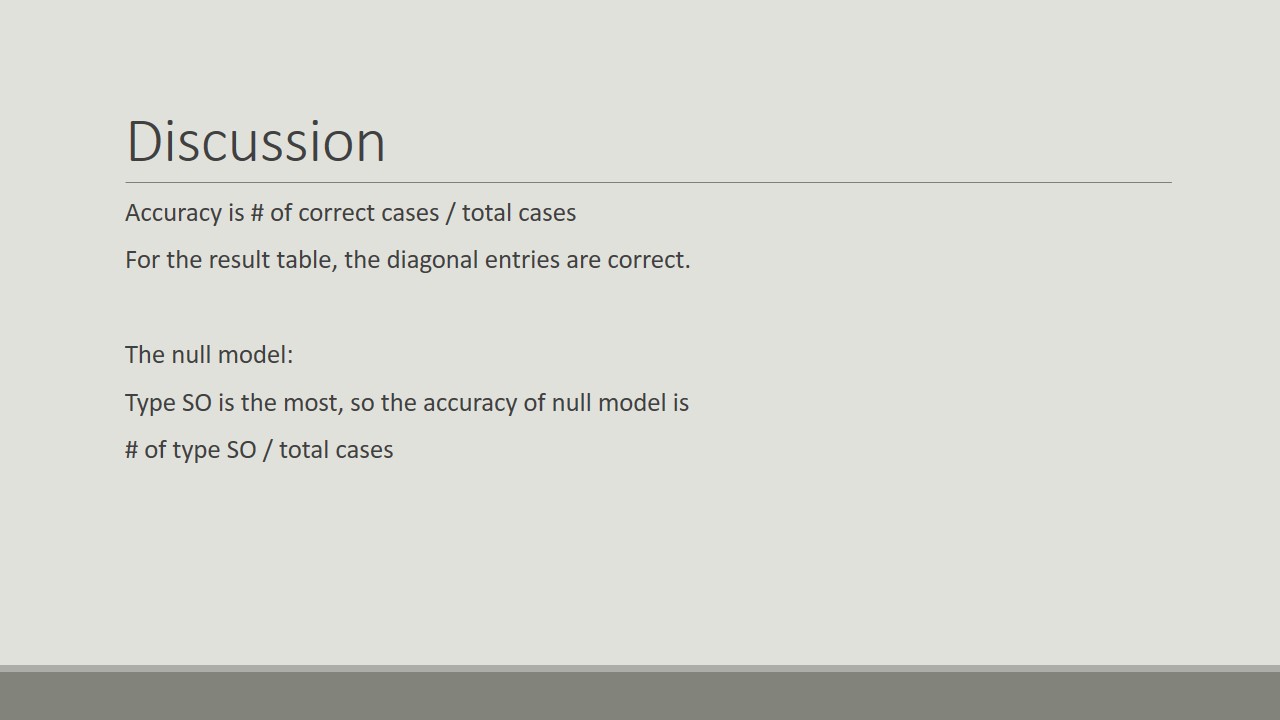 Discussion
Accuracy is # of correct cases / total cases
For the result table, the diagonal entries are correct.
The null model:
Type SO is the most, so the accuracy of null model is
# of type SO / total cases